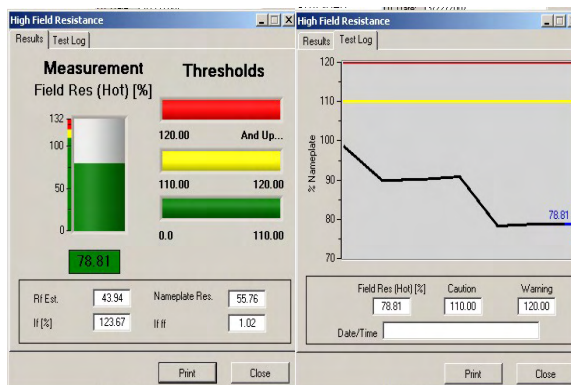 High Field Resistance
Results Test Log
Measurement
Field Res (Hot) [%]
132
100
50
0
78.81
Thresholds
120.00 And Up...
110.00 120.00
0.0 110.00
Rf Est. 43.94 Nameplate Res. 55.76
If [%] 123.67 If ff 1.02
Print Close
High Field Resistance
Results Test Log
% Nameplate
120
110
100
90
80
70
78.81
Field Res (Hot) [%] Caution Warning
78.81 110.00 120.00
Date/Time
Print Close